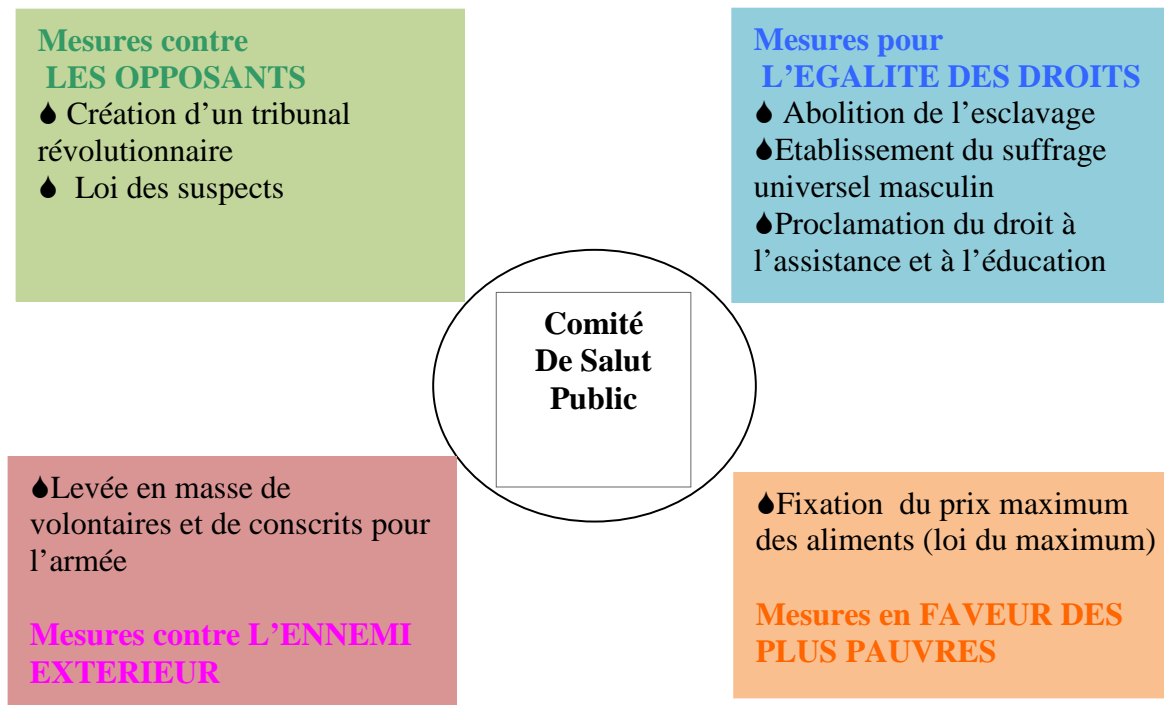 Mesures contre
LES OPPOSANTS
Création d’un tribunal
révolutionnaire
Loi des suspects
Mesures pour
L’EGALITE DES DROITS
Abolition de l’esclavage
Etablissement du suffrage
universel masculin
Proclamation du droit à
l’assistance et à l’éducation
Comité
De Salut
Public
Levée en masse de
volontaires et de conscrits pour
l’armée
Mesures contre L’ENNEMI
EXTERIEUR
Fixation du prix maximum
des aliments (loi du maximum)
Mesures en FAVEUR DES
PLUS PAUVRES